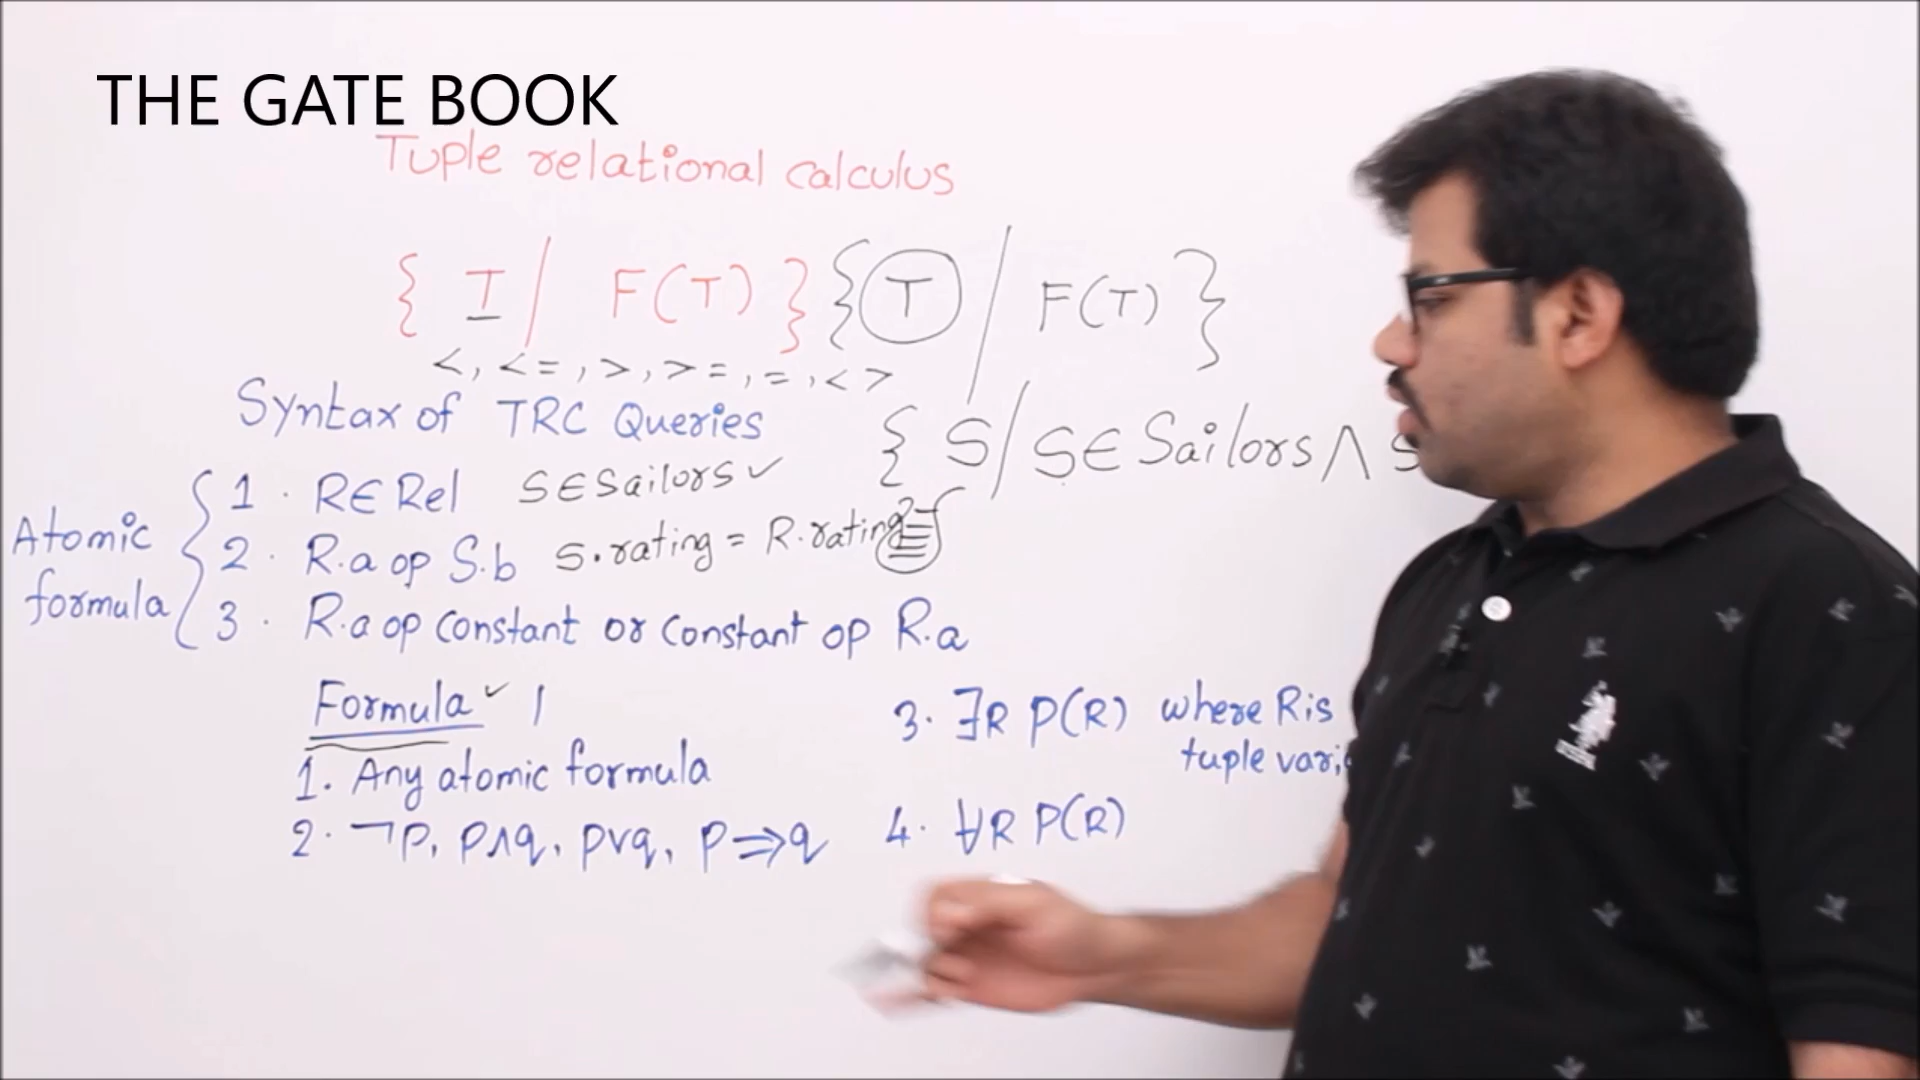 THE GATE BOOK
Tuple relational calculus
{ T / F(T) } { T / F(T) }
<, <=, >, >=, =, <>
Syntax of TRC Queries
{ S / S∈Sailors ∧ S
Atomic formula
1. R∈Rel S∈Sailors ✓
2. R.a op S.b S.rating = R.rating
3. R.a op constant or constant op R.a
Formula ✓
1. Any atomic formula
2. ¬p, p∧q, p∨q, p⇒q
3. ∃R P(R) where R is
tuple vari
4. ∀R P(R)